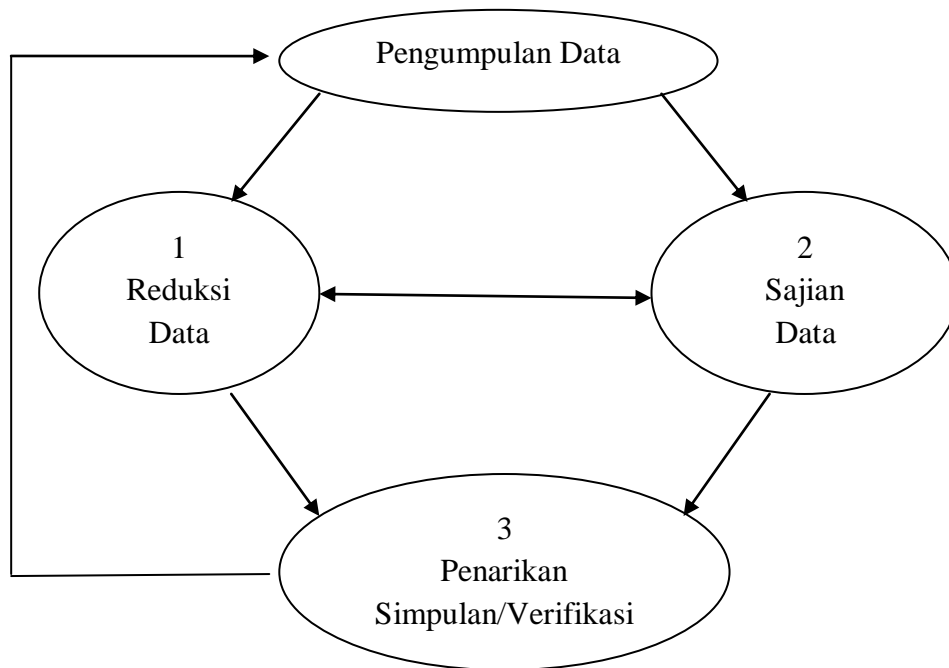 Pengumpulan Data
1
Reduksi
Data
2
Sajian
Data
3
Penarikan
Simpulan/Verifikasi